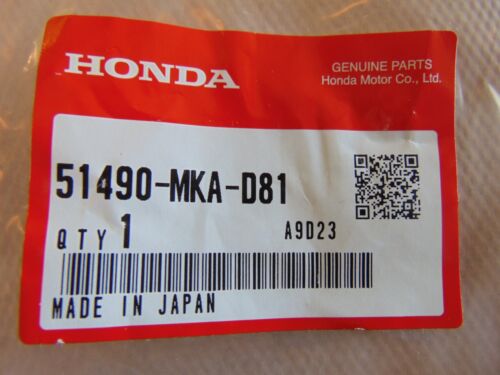 HONDA
GENUINE PARTS
Honda Motor Co., Ltd.
51490-MKA-D81
QTY 1
A9D23
MADE IN JAPAN